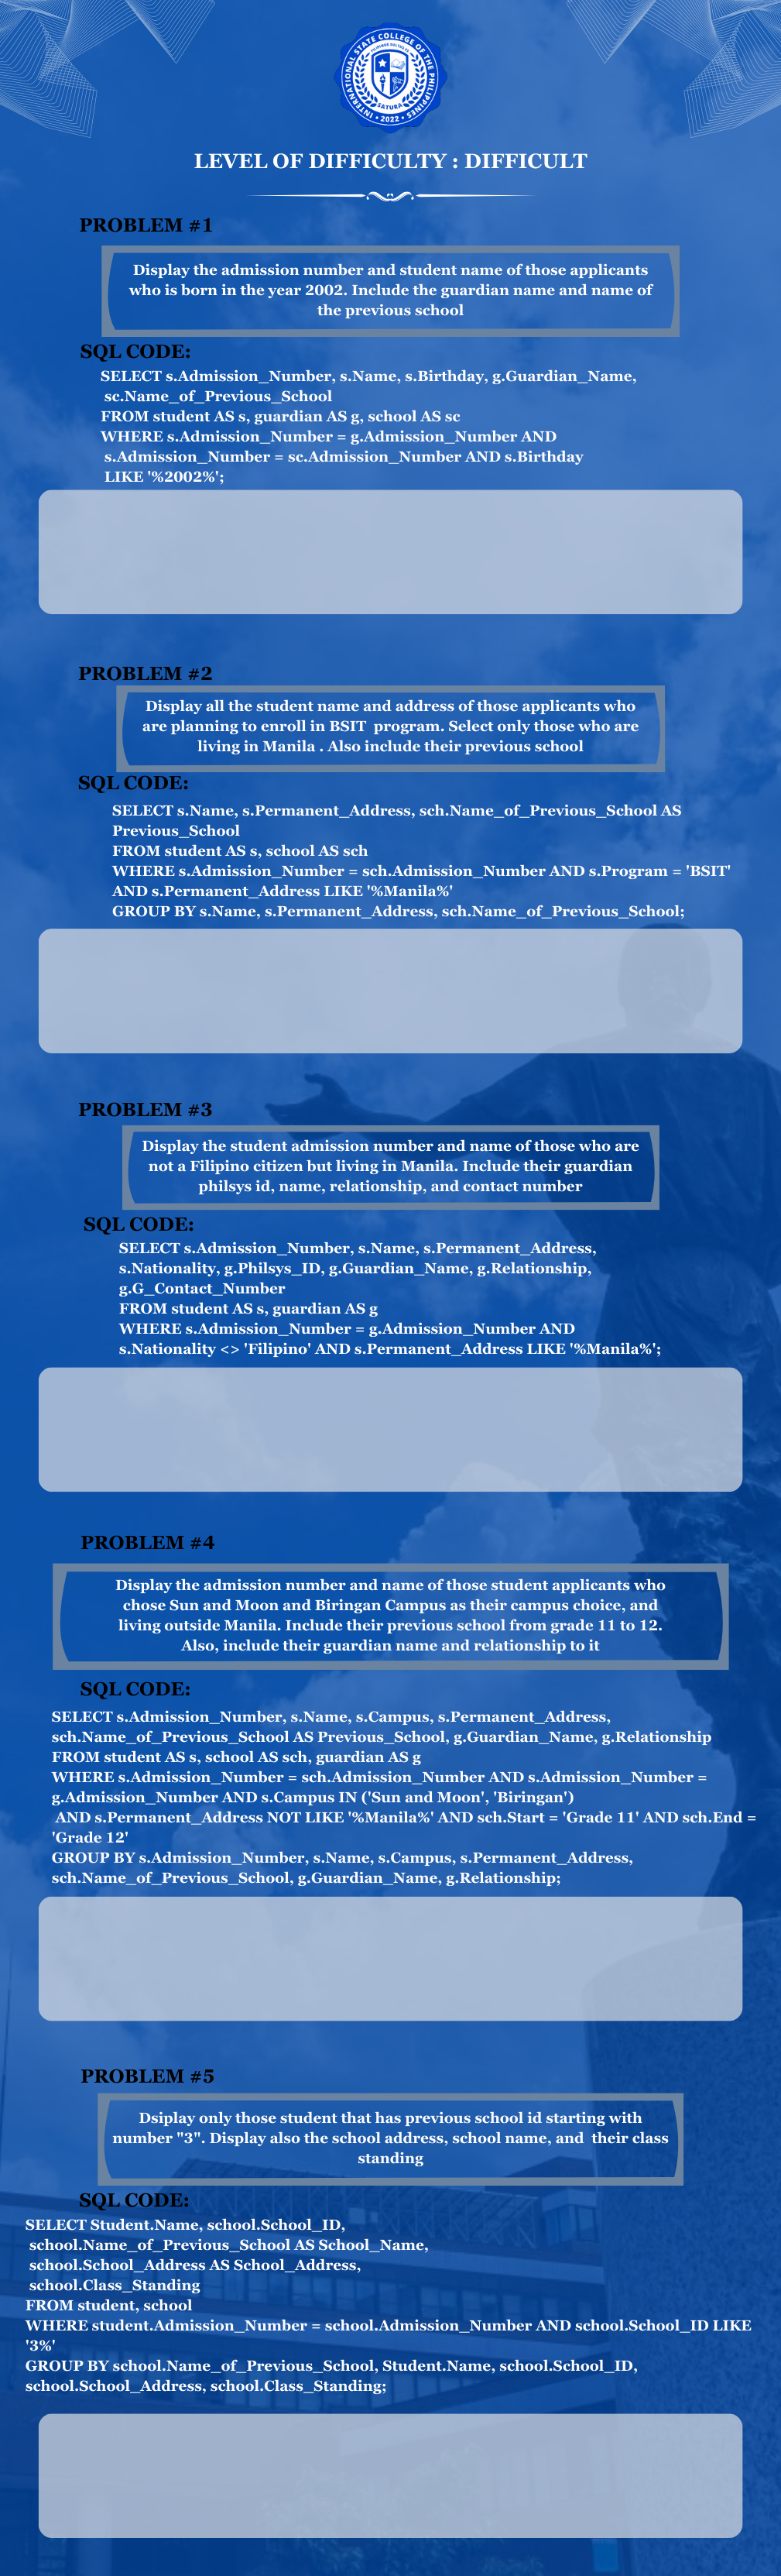 INTERNATIONAL STATE COLLEGE OF THE PHILIPPINES
SATURA
• 2022 •
LEVEL OF DIFFICULTY : DIFFICULT
PROBLEM #1
Display the admission number and student name of those applicants
who is born in the year 2002. Include the guardian name and name of
the previous school
SQL CODE:
SELECT s.Admission_Number, s.Name, s.Birthday, g.Guardian_Name,
sc.Name_of_Previous_School
FROM student AS s, guardian AS g, school AS sc
WHERE s.Admission_Number = g.Admission_Number AND
s.Admission_Number = sc.Admission_Number AND s.Birthday
LIKE '%2002%';
PROBLEM #2
Display all the student name and address of those applicants who
are planning to enroll in BSIT program. Select only those who are
living in Manila . Also include their previous school
SQL CODE:
SELECT s.Name, s.Permanent_Address, sch.Name_of_Previous_School AS
Previous_School
FROM student AS s, school AS sch
WHERE s.Admission_Number = sch.Admission_Number AND s.Program = 'BSIT'
AND s.Permanent_Address LIKE '%Manila%'
GROUP BY s.Name, s.Permanent_Address, sch.Name_of_Previous_School;
PROBLEM #3
Display the student admission number and name of those who are
not a Filipino citizen but living in Manila. Include their guardian
philsys id, name, relationship, and contact number
SQL CODE:
SELECT s.Admission_Number, s.Name, s.Permanent_Address,
s.Nationality, g.Philsys_ID, g.Guardian_Name, g.Relationship,
g.G_Contact_Number
FROM student AS s, guardian AS g
WHERE s.Admission_Number = g.Admission_Number AND
s.Nationality <> 'Filipino' AND s.Permanent_Address LIKE '%Manila%';
PROBLEM #4
Display the admission number and name of those student applicants who
chose Sun and Moon and Biringan Campus as their campus choice, and
living outside Manila. Include their previous school from grade 11 to 12.
Also, include their guardian name and relationship to it
SQL CODE:
SELECT s.Admission_Number, s.Name, s.Campus, s.Permanent_Address,
sch.Name_of_Previous_School AS Previous_School, g.Guardian_Name, g.Relationship
FROM student AS s, school AS sch, guardian AS g
WHERE s.Admission_Number = sch.Admission_Number AND s.Admission_Number =
g.Admission_Number AND s.Campus IN ('Sun and Moon', 'Biringan')
AND s.Permanent_Address NOT LIKE '%Manila%' AND sch.Start = 'Grade 11' AND sch.End =
'Grade 12'
GROUP BY s.Admission_Number, s.Name, s.Campus, s.Permanent_Address,
sch.Name_of_Previous_School, g.Guardian_Name, g.Relationship;
PROBLEM #5
Dsiplay only those student that has previous school id starting with
number "3". Display also the school address, school name, and their class
standing
SQL CODE:
SELECT Student.Name, school.School_ID,
school.Name_of_Previous_School AS School_Name,
school.School_Address AS School_Address,
school.Class_Standing
FROM student, school
WHERE student.Admission_Number = school.Admission_Number AND school.School_ID LIKE
'3%'
GROUP BY school.Name_of_Previous_School, Student.Name, school.School_ID,
school.School_Address, school.Class_Standing;